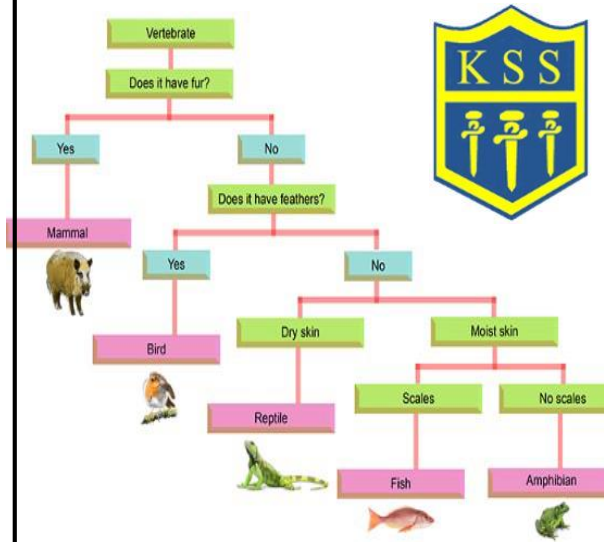 Vertebrate
KSS
Does it have fur?
Yes
No
Does it have feathers?
Mammal
Yes
No
Dry skin
Moist skin
Bird
Scales
No scales
Reptile
Fish
Amphibian